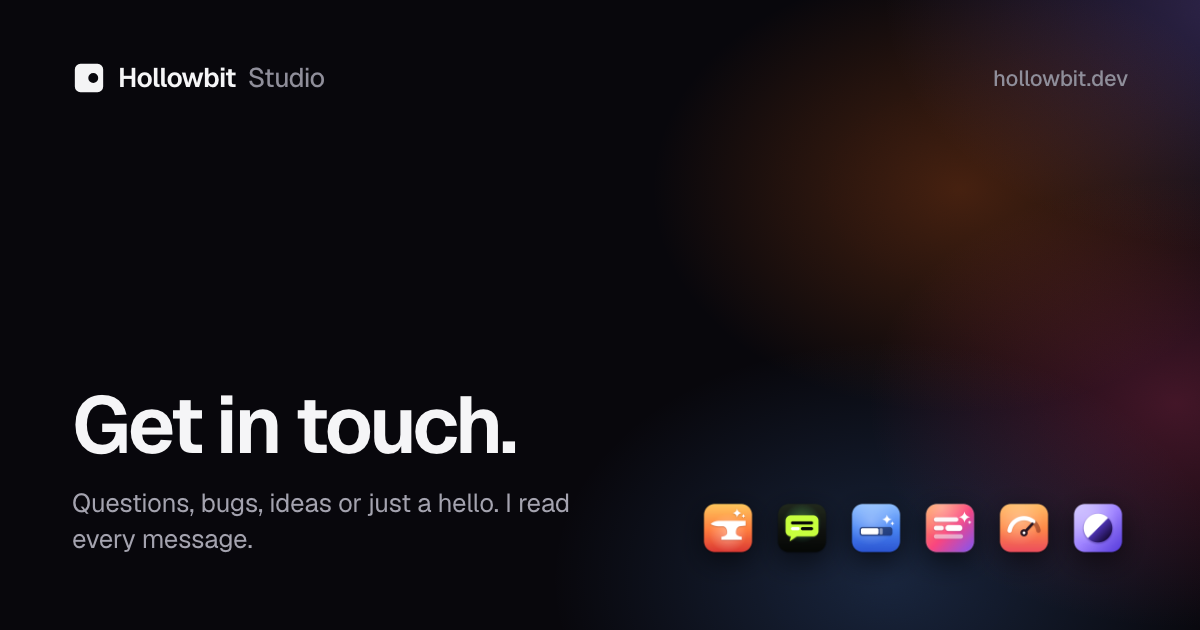 Hollowbit Studio
hollowbit.dev
Get in touch.
Questions, bugs, ideas or just a hello. I read
every message.